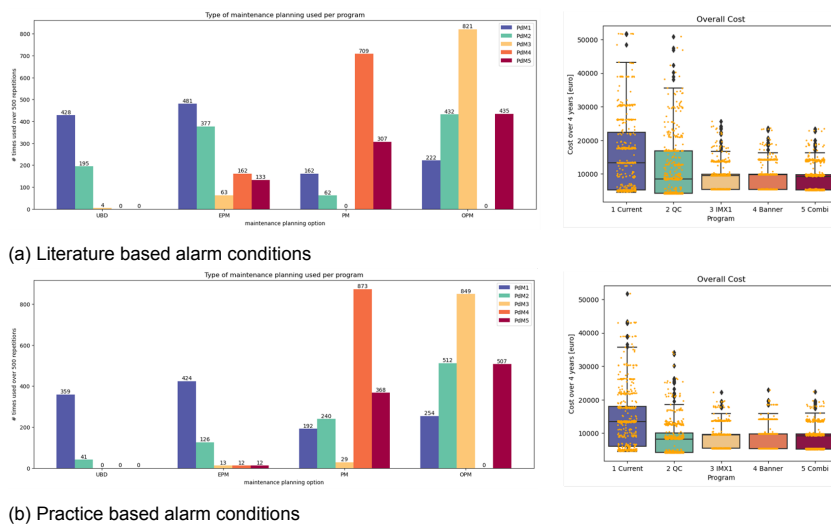 Type of maintenance planning used per program
# times used over 500 repetitions
800
700
600
500
400
300
200
100
0
428
195
4
0
0
481
377
63
162
133
162
62
0
709
307
222
432
821
0
435
PdM1
PdM2
PdM3
PdM4
PdM5
UBD
EPM
PM
OPM
maintenance planning option
Overall Cost
Cost over 4 years [euro]
50000
40000
30000
20000
10000
1 Current
2 QC
3 IMX1
4 Banner
5 Combi
Program
(a) Literature based alarm conditions
Type of maintenance planning used per program
# times used over 500 repetitions
800
600
400
200
0
359
41
0
0
0
424
126
13
12
12
192
240
29
873
368
254
512
849
0
507
PdM1
PdM2
PdM3
PdM4
PdM5
UBD
EPM
PM
OPM
maintenance planning option
Overall Cost
Cost over 4 years [euro]
50000
40000
30000
20000
10000
1 Current
2 QC
3 IMX1
4 Banner
5 Combi
Program
(b) Practice based alarm conditions